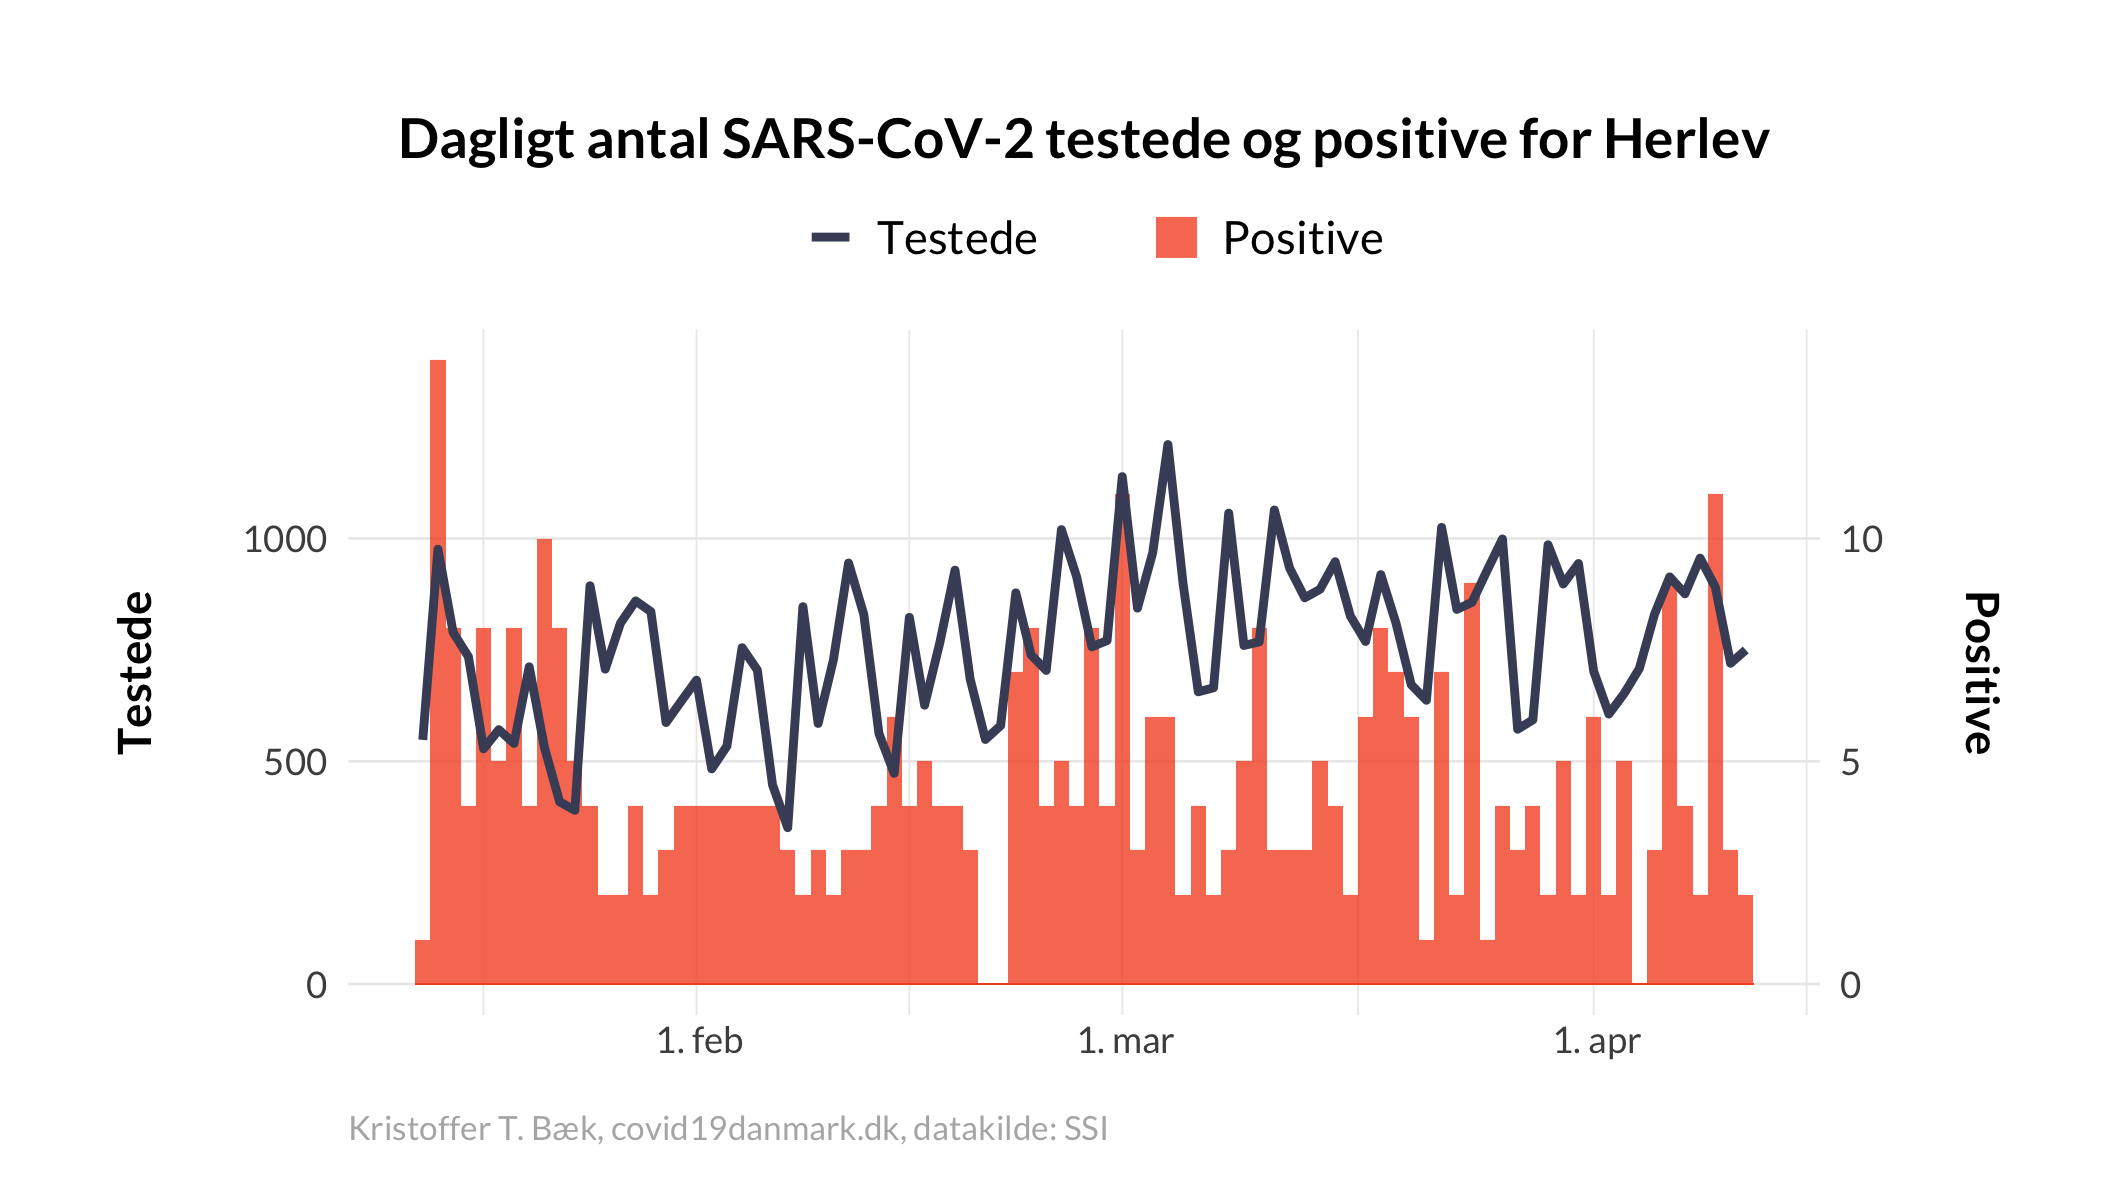 Dagligt antal SARS-CoV-2 testede og positive for Herlev
Testede Positive
1000
500
0
Testede
10
5
0
Positive
1. feb 1. mar 1. apr
Kristoffer T. Bæk, covid19danmark.dk, datakilde: SSI